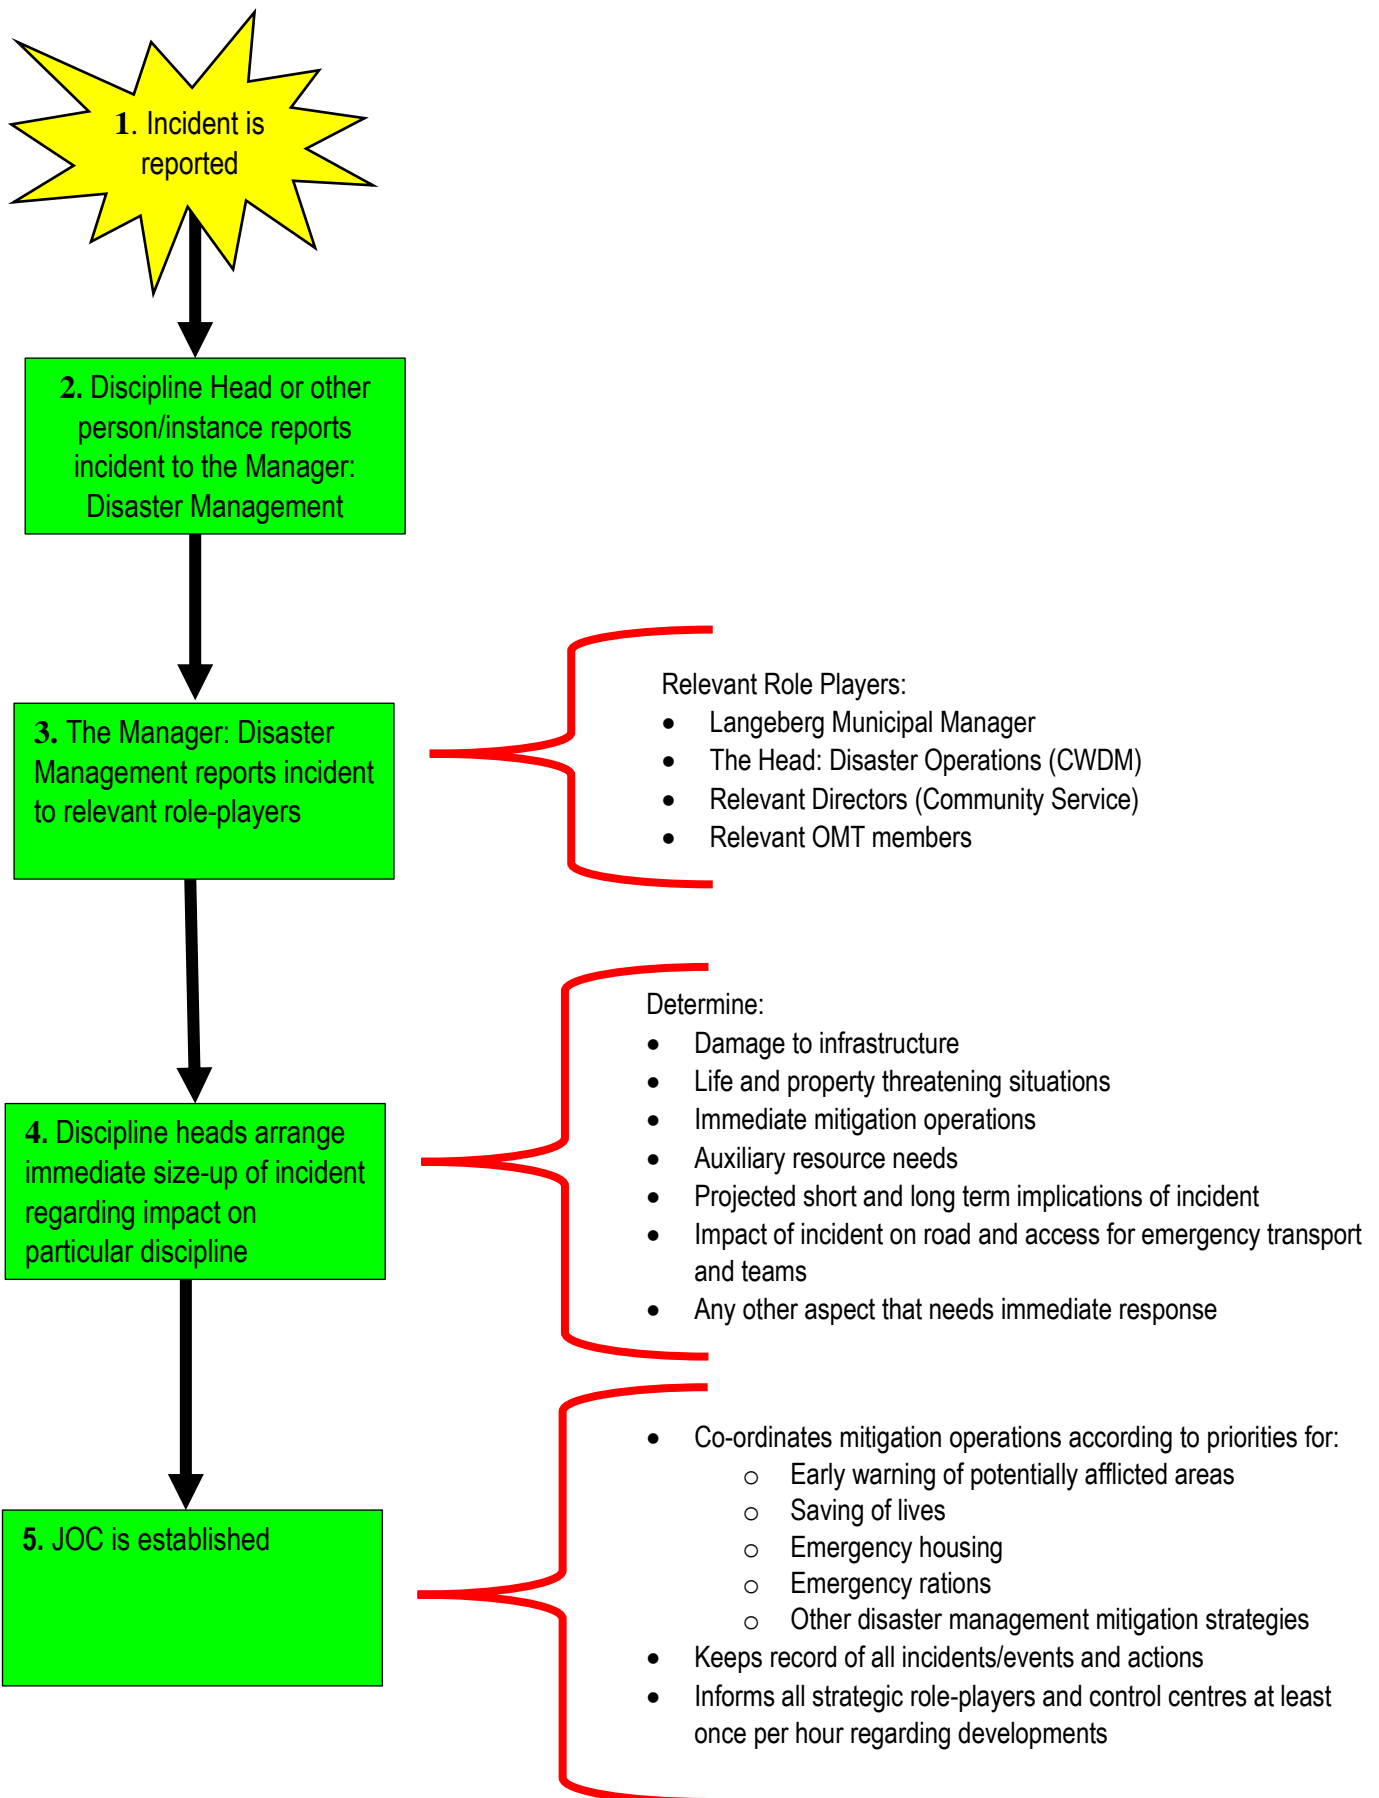 1. Incident is
reported
2. Discipline Head or other
person/instance reports
incident to the Manager:
Disaster Management
3. The Manager: Disaster
Management reports incident
to relevant role-players
Relevant Role Players:
• Langeberg Municipal Manager
• The Head: Disaster Operations (CWDM)
• Relevant Directors (Community Service)
• Relevant OMT members
4. Discipline heads arrange
immediate size-up of incident
regarding impact on
particular discipline
Determine:
• Damage to infrastructure
• Life and property threatening situations
• Immediate mitigation operations
• Auxiliary resource needs
• Projected short and long term implications of incident
• Impact of incident on road and access for emergency transport
and teams
• Any other aspect that needs immediate response
5. JOC is established
• Co-ordinates mitigation operations according to priorities for:
o Early warning of potentially afflicted areas
o Saving of lives
o Emergency housing
o Emergency rations
o Other disaster management mitigation strategies
• Keeps record of all incidents/events and actions
• Informs all strategic role-players and control centres at least
once per hour regarding developments